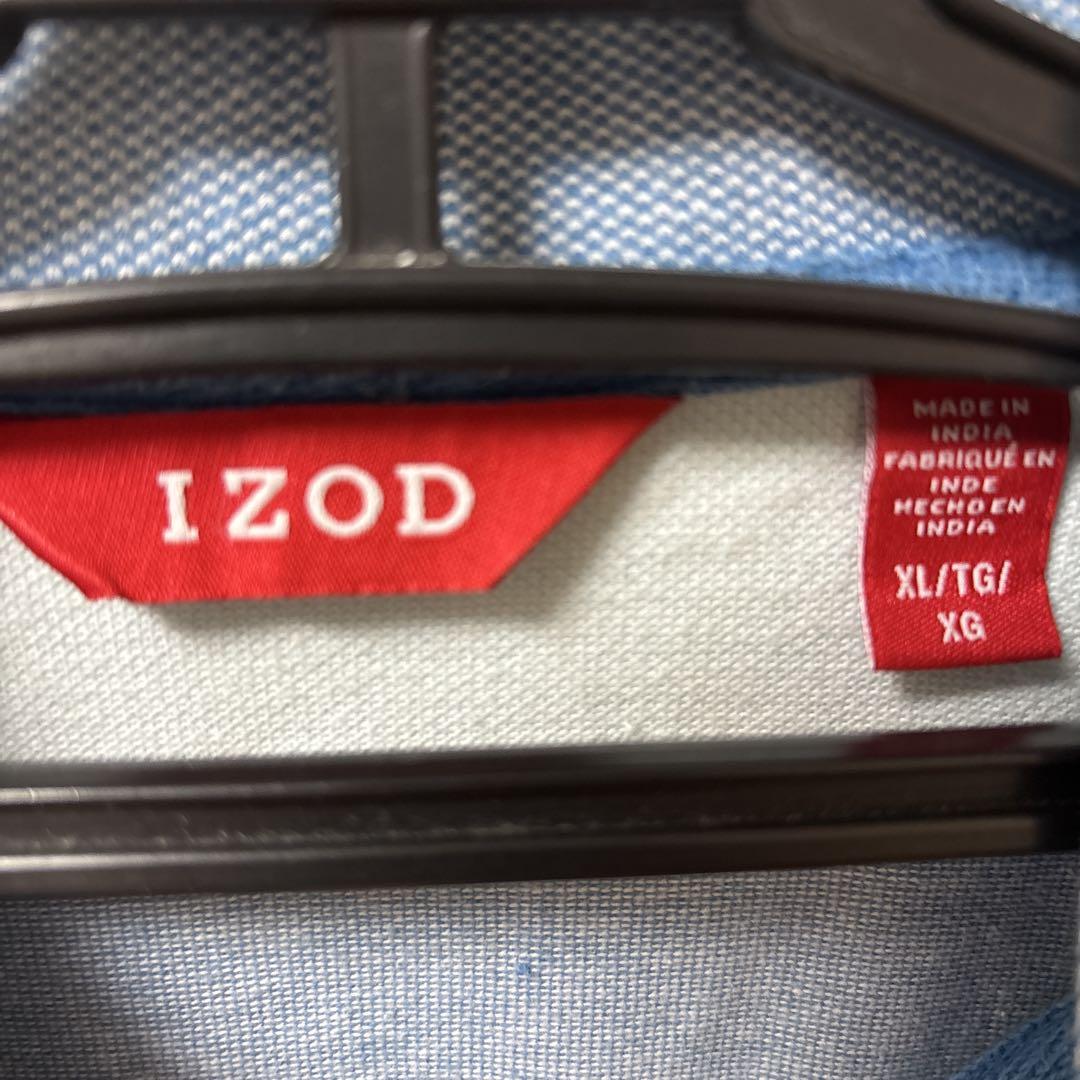 IZOD
MADE IN
INDIA
FABRIQUÉ EN
INDE
HECHO EN
INDIA
XL/TG/
XG